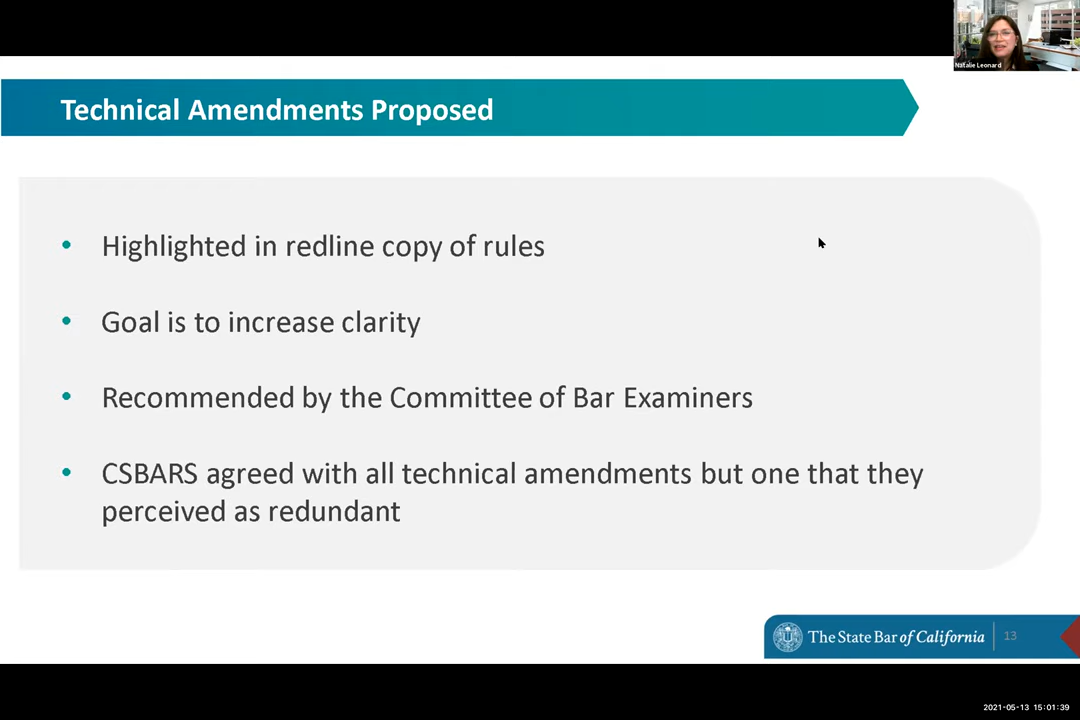 Natalie Leonard
Technical Amendments Proposed
• Highlighted in redline copy of rules
• Goal is to increase clarity
• Recommended by the Committee of Bar Examiners
• CSBARS agreed with all technical amendments but one that they
perceived as redundant
The State Bar of California
13
2021-05-13 15:01:39